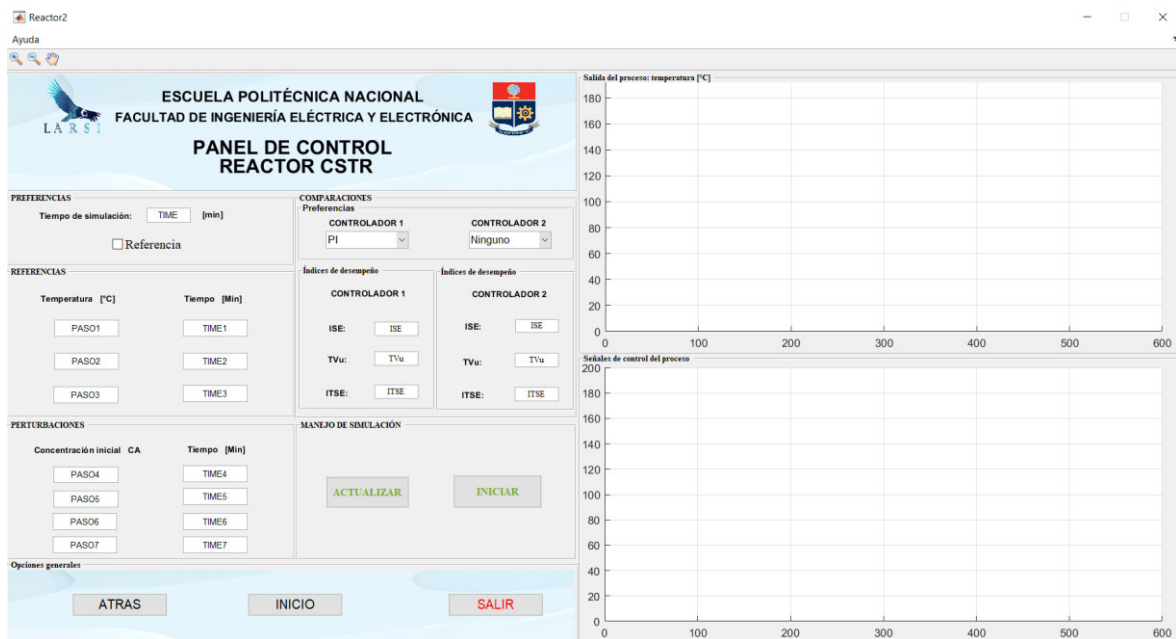 Reactor2
Ayuda
LARSI
ESCUELA POLITÉCNICA NACIONAL
FACULTAD DE INGENIERÍA ELÉCTRICA Y ELECTRÓNICA
PANEL DE CONTROL
REACTOR CSTR
PREFERENCIAS
Tiempo de simulación: TIME [min]
Referencia
REFERENCIAS
Temperatura [°C] Tiempo [Min]
PASO1 TIME1
PASO2 TIME2
PASO3 TIME3
PERTURBACIONES
Concentración inicial CA Tiempo [Min]
PASO4 TIME4
PASO5 TIME5
PASO6 TIME6
PASO7 TIME7
COMPARACIONES
Preferencias
CONTROLADOR 1 CONTROLADOR 2
PI Ninguno
Índices de desempeño Índices de desempeño
CONTROLADOR 1 CONTROLADOR 2
ISE: ISE ISE: ISE
TVu: TVu TVu: TVu
ITSE: ITSE ITSE: ITSE
MANEJO DE SIMULACIÓN
ACTUALIZAR INICIAR
Opciones generales
ATRAS INICIO SALIR
Salida del proceso: temperatura [°C]
180
160
140
120
100
80
60
40
20
0
0 100 200 300 400 500 600
Señales de control del proceso
200
180
160
140
120
100
80
60
40
20
0
0 100 200 300 400 500 600